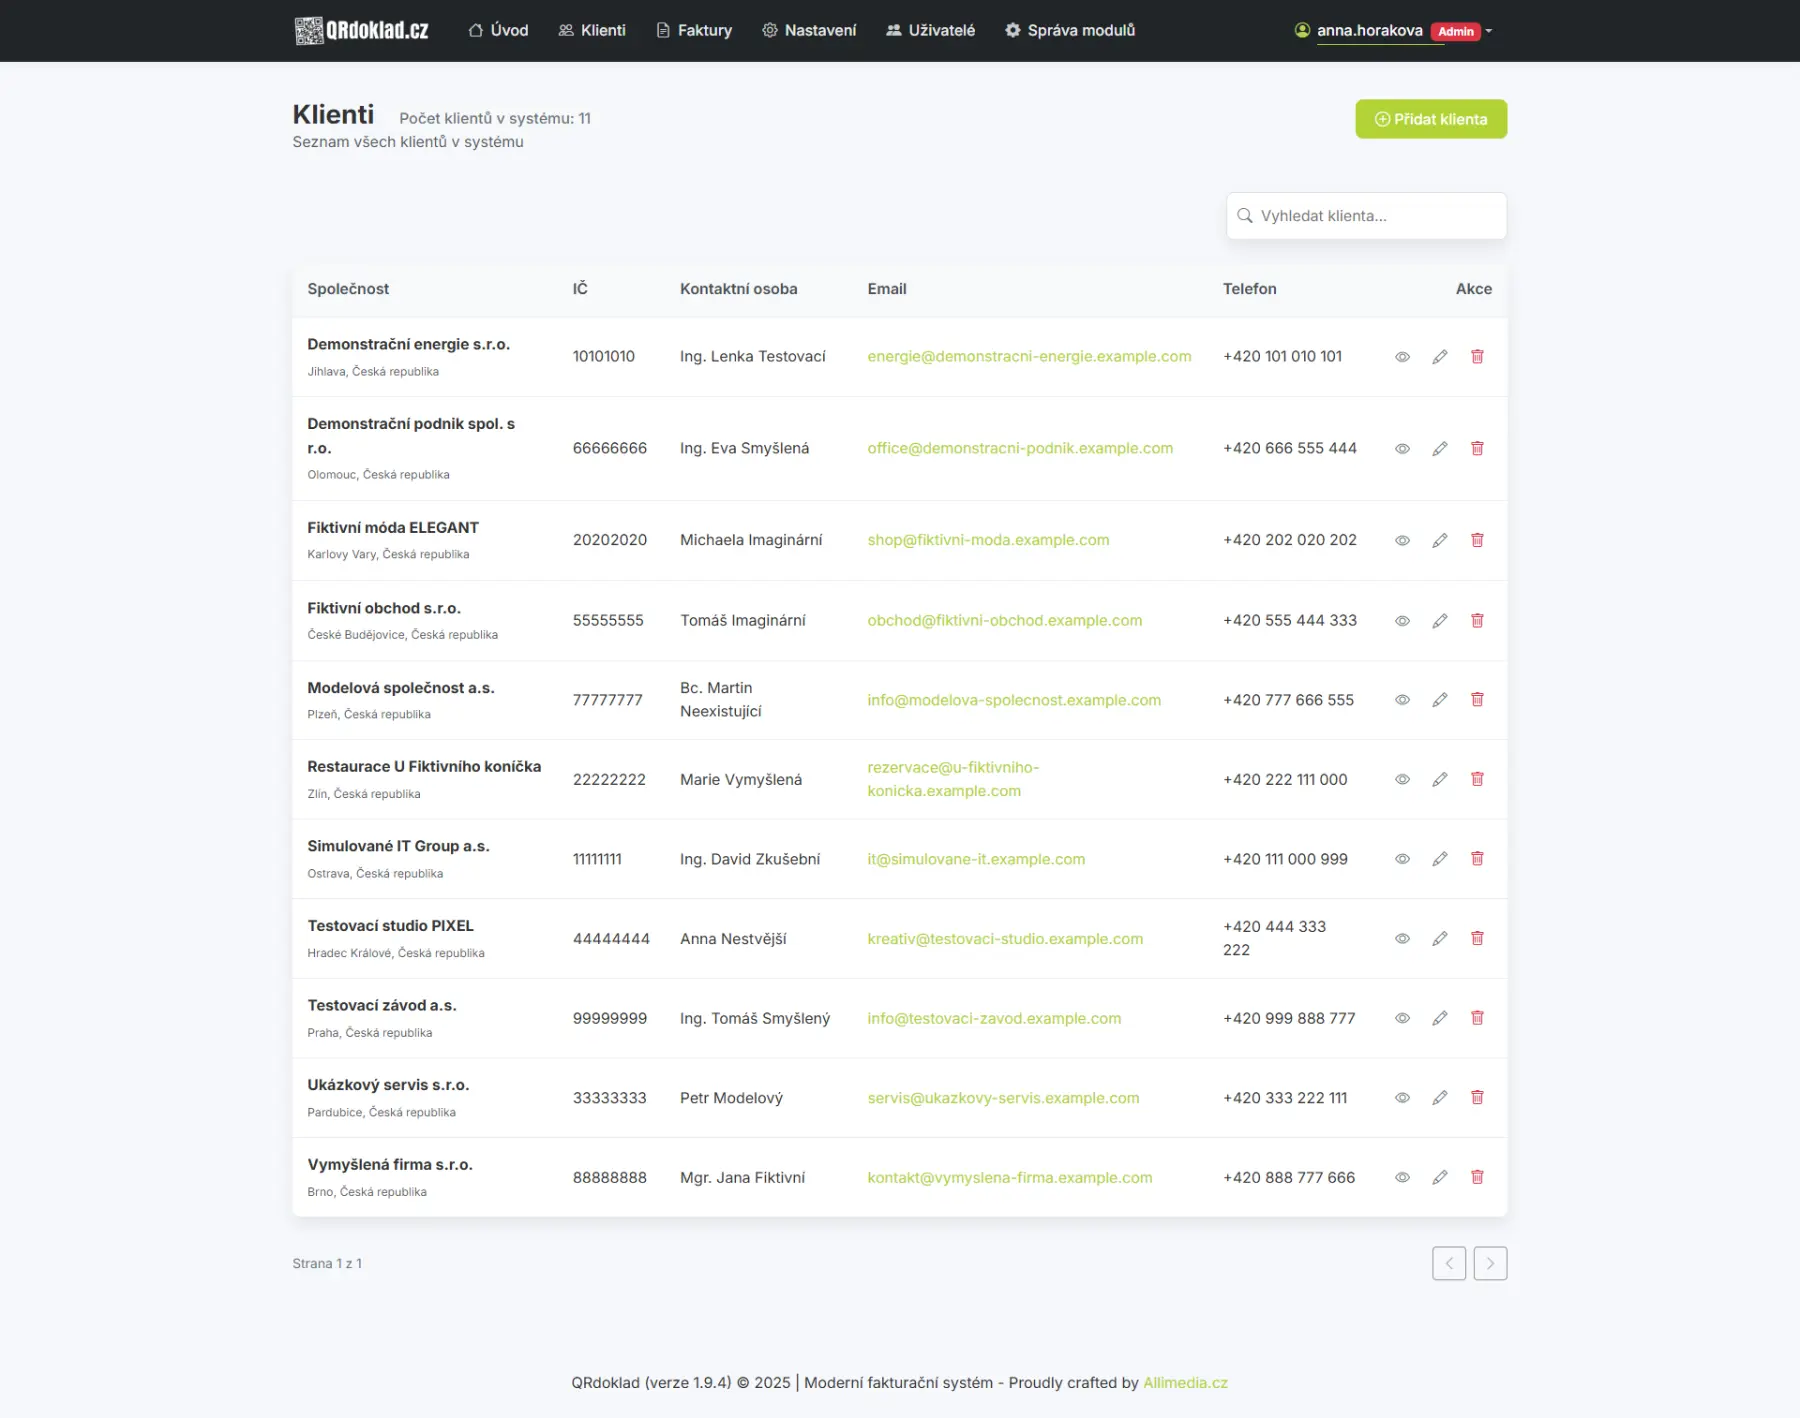 QRdoklad.cz Úvod Klienti Faktury Nastavení Uživatelé Správa modulů anna.horakova Admin
Klienti Počet klientů v systému: 11
Seznam všech klientů v systému
Přidat klienta
Vyhledat klienta...
Společnost IČ Kontaktní osoba Email Telefon Akce
Demonstrační energie s.r.o.
Jihlava, Česká republika
10101010 Ing. Lenka Testovací energie@demonstracni-energie.example.com +420 101 010 101
Demonstrační podnik spol. s
r.o.
Olomouc, Česká republika
66666666 Ing. Eva Smyšlená office@demonstracni-podnik.example.com +420 666 555 444
Fiktivní móda ELEGANT
Karlovy Vary, Česká republika
20202020 Michaela Imaginární shop@fiktivni-moda.example.com +420 202 020 202
Fiktivní obchod s.r.o.
České Budějovice, Česká republika
55555555 Tomáš Imaginární obchod@fiktivni-obchod.example.com +420 555 444 333
Modelová společnost a.s.
Plzeň, Česká republika
77777777
Bc. Martin
Neexistující
info@modelova-spolecnost.example.com +420 777 666 555
Restaurace U Fiktivního koníčka
Zlín, Česká republika
22222222 Marie Vymyšlená
rezervace@u-fiktivniho-
konicka.example.com
+420 222 111 000
Simulované IT Group a.s.
Ostrava, Česká republika
11111111 Ing. David Zkušební it@simulovane-it.example.com +420 111 000 999
Testovací studio PIXEL
Hradec Králové, Česká republika
44444444 Anna Nestvější kreativ@testovaci-studio.example.com
+420 444 333
222
Testovací závod a.s.
Praha, Česká republika
99999999 Ing. Tomáš Smyšlený info@testovaci-zavod.example.com +420 999 888 777
Ukázkový servis s.r.o.
Pardubice, Česká republika
33333333 Petr Modelový servis@ukazkovy-servis.example.com +420 333 222 111
Vymyšlená firma s.r.o.
Brno, Česká republika
88888888 Mgr. Jana Fiktivní kontakt@vymyslena-firma.example.com +420 888 777 666
Strana 1 z 1
QRdoklad (verze 1.9.4) © 2025 | Moderní fakturační systém - Proudly crafted by Allimedia.cz